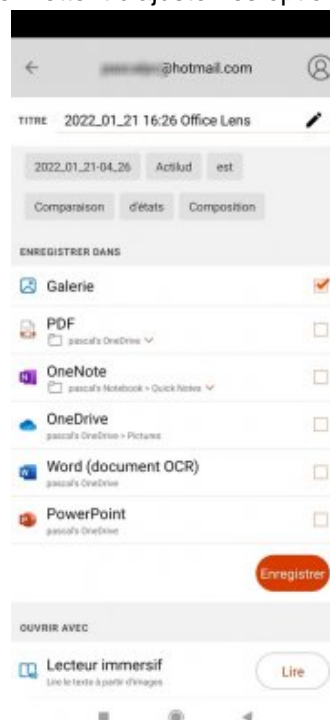 @hotmail.com
TITRE 2022_01_21 16:26 Office Lens
2022_01_21-04_26 Actilud est
Comparaison d'états Composition
ENREGISTRER DANS
Galerie
PDF
pascal's OneDrive
OneNote
pascal's Notebook > Quick Notes
OneDrive
pascal's OneDrive > Pictures
Word (document OCR)
pascal's OneDrive
PowerPoint
pascal's OneDrive
Enregistrer
OUVRIR AVEC
Lecteur immersif
Lire
Lire le texte à partir d'images